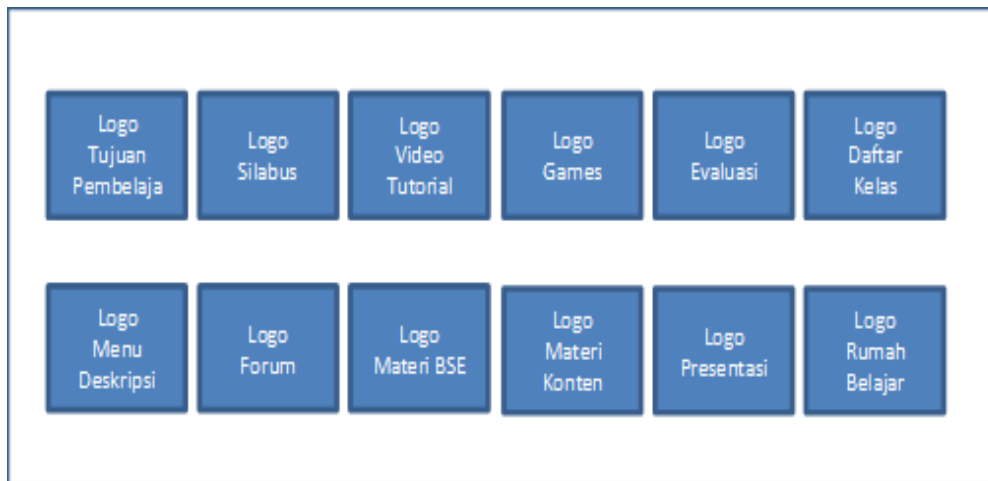 Logo
Tujuan
Pembelaja
Logo
Silabus
Logo
Video
Tutorial
Logo
Games
Logo
Evaluasi
Logo
Daftar
Kelas
Logo
Menu
Deskripsi
Logo
Forum
Logo
Materi BSE
Logo
Materi
Konten
Logo
Presentasi
Logo
Rumah
Belajar